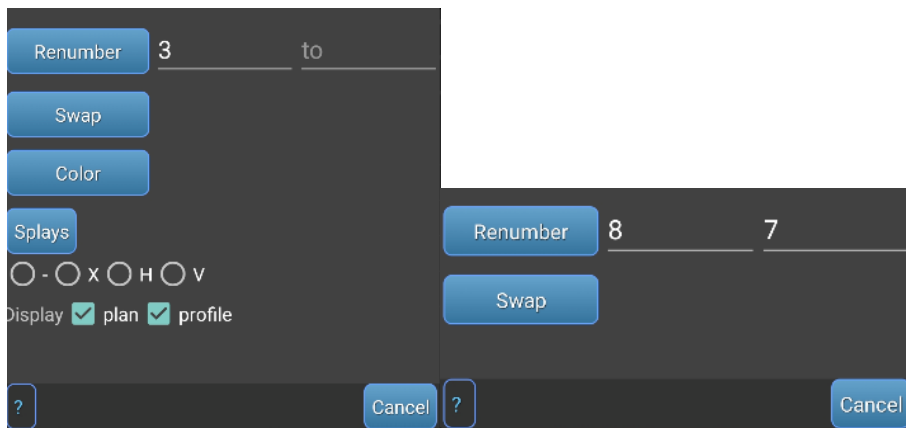 Renumber 3 to
Swap
Color
Splays
- X H V
Display plan profile
? Cancel
Renumber 8 7
Swap
? Cancel